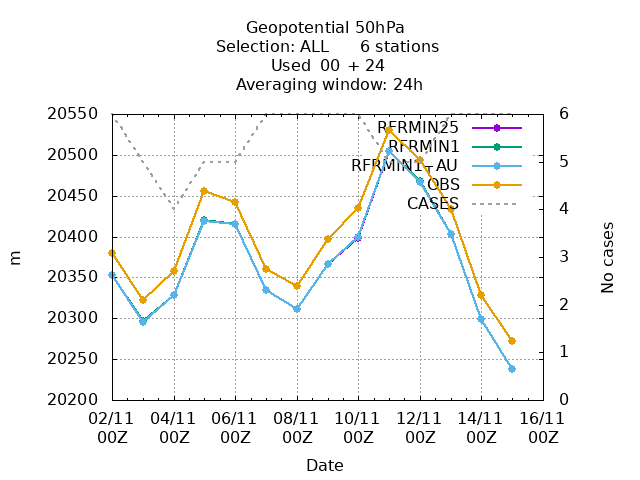 Geopotential 50hPa
Selection: ALL 6 stations
Used 00 + 24
Averaging window: 24h
RFRMIN25
RFRMIN1
RFRMIN1+AU
OBS
CASES
20550
20500
20450
20400
20350
20300
20250
20200
m
6
5
4
3
2
1
0
No cases
02/11 04/11 06/11 08/11 10/11 12/11 14/11 16/11
00Z 00Z 00Z 00Z 00Z 00Z 00Z 00Z
Date